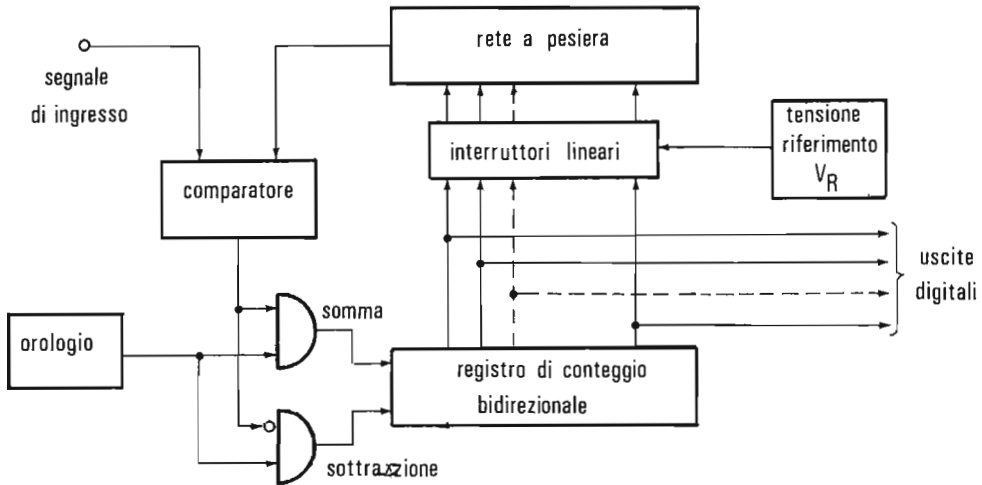 rete a pesiera
segnale
di ingresso
tensione
riferimento
V_R
interruttori lineari
comparatore
uscite
digitali
somma
orologio
registro di conteggio
bidirezionale
sottrazzione